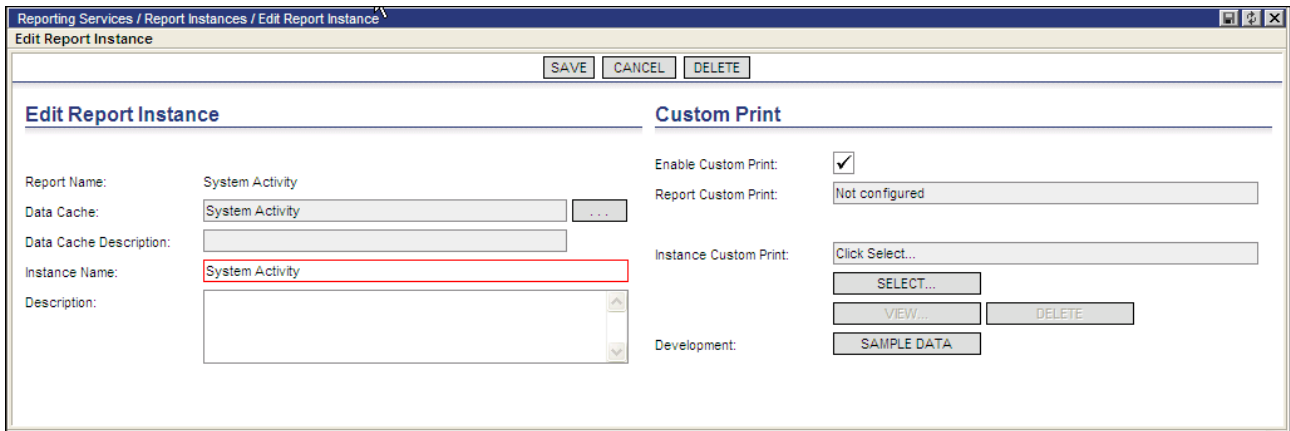 Reporting Services / Report Instances / Edit Report Instance
Edit Report Instance
SAVE CANCEL DELETE
Edit Report Instance
Report Name: System Activity
Data Cache: System Activity ...
Data Cache Description:
Instance Name: System Activity
Description:
Custom Print
Enable Custom Print:
Report Custom Print: Not configured
Instance Custom Print: Click Select...
SELECT...
VIEW... DELETE
Development: SAMPLE DATA